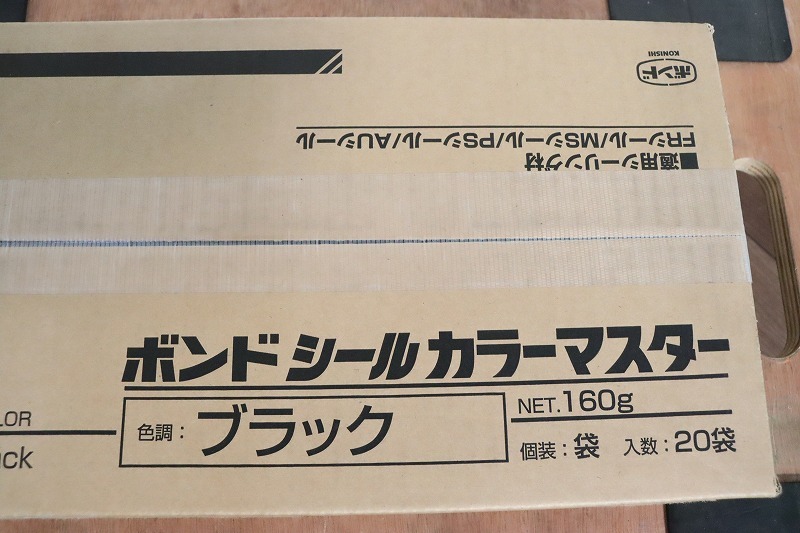 ボンド
KONISHI
■適用シーリング材
FRシール/MSシール/PSシール/AUシール
ボンド シール カラーマスター
色調：ブラック
NET.160g
個装：袋 入数：20袋
LOR
ck